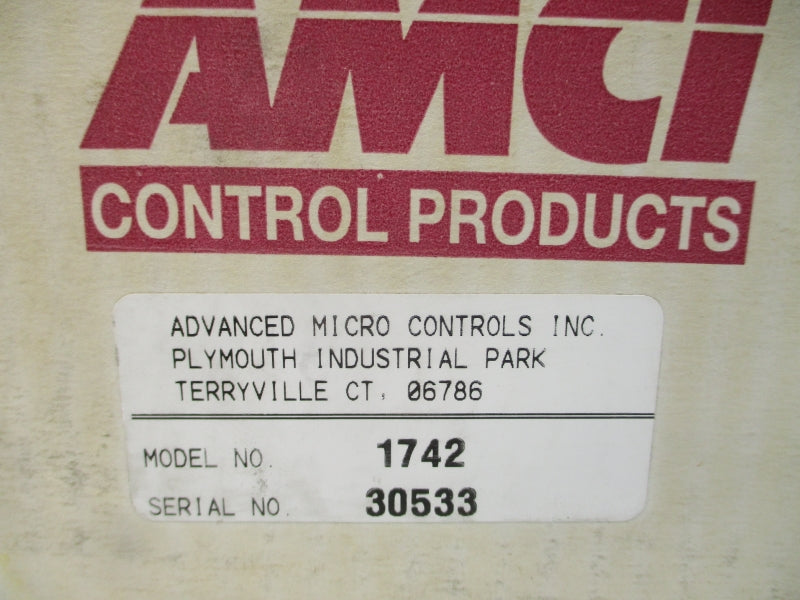 AMCI
CONTROL PRODUCTS
ADVANCED MICRO CONTROLS INC.
PLYMOUTH INDUSTRIAL PARK
TERRYVILLE CT, 06786
MODEL NO. 1742
SERIAL NO. 30533